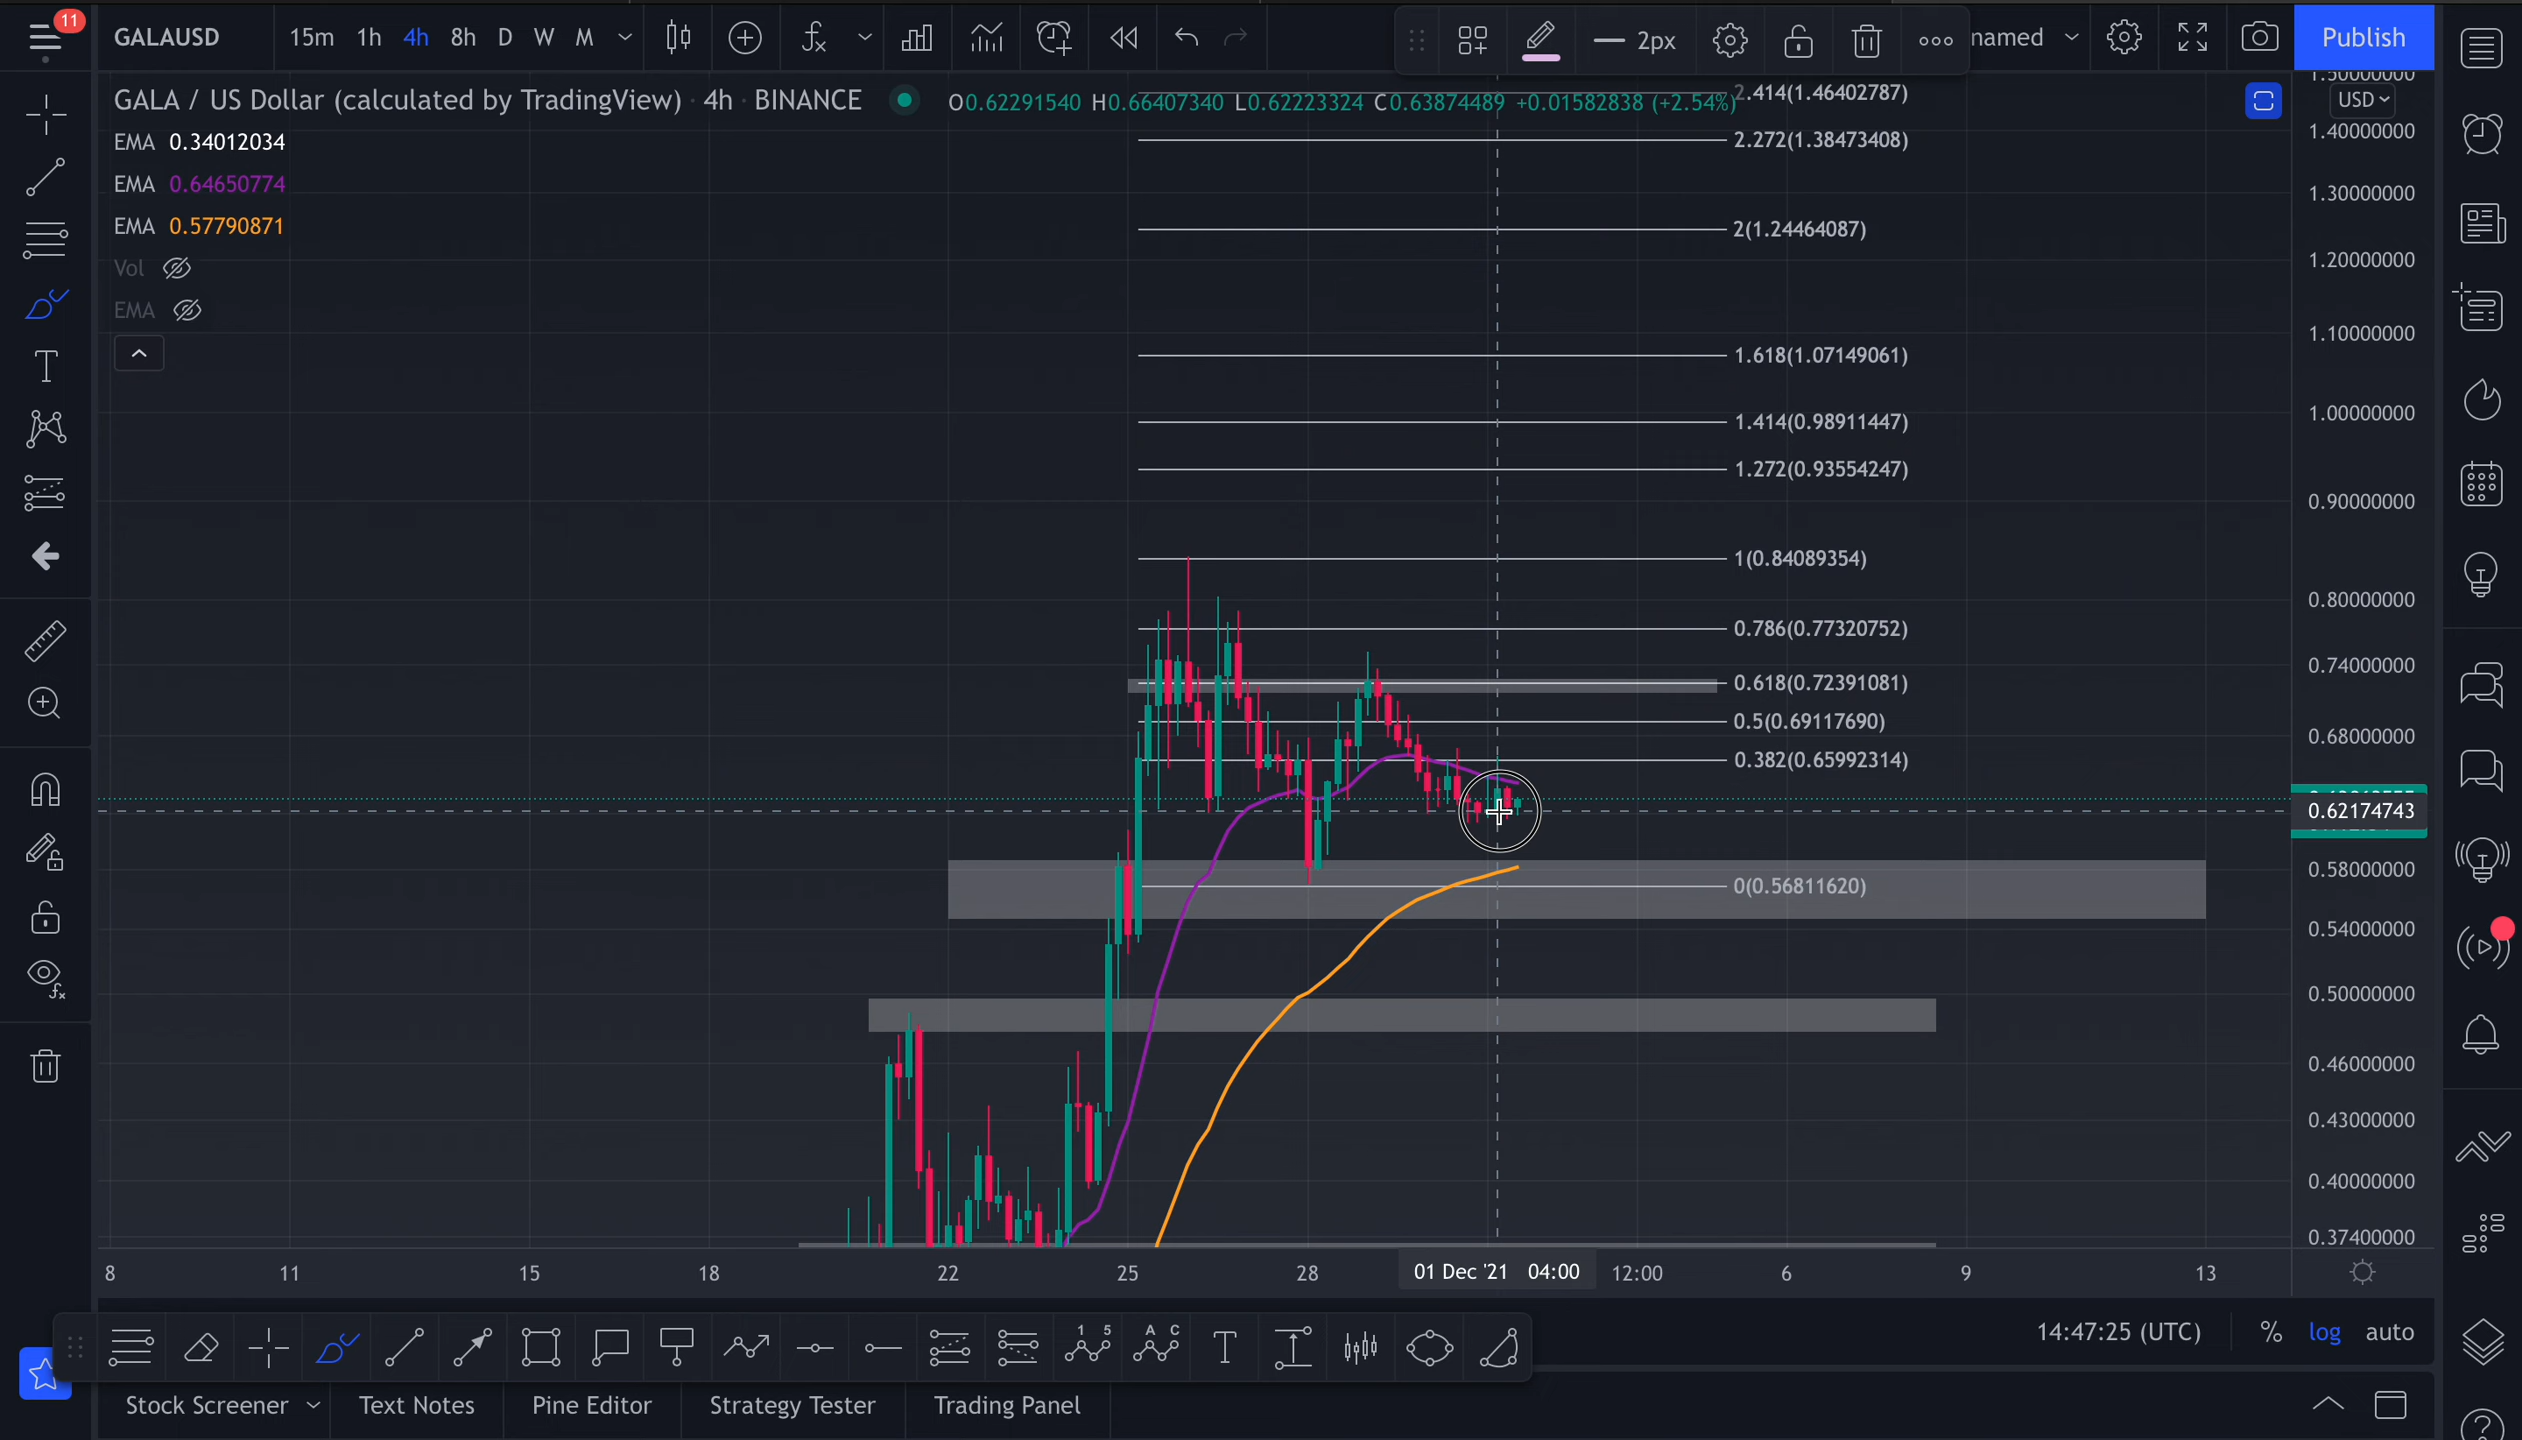 11
GALAUSD
15m 1h 4h 8h D W M
2px
named
Publish
GALA / US Dollar (calculated by TradingView) · 4h · BINANCE
O0.62291540 H0.66407340 L0.62223324 C0.63874489 +0.01582838 (+2.54%)
EMA 0.34012034
EMA 0.64650774
EMA 0.57790871
Vol
EMA
USD
2.414(1.46402787)
2.272(1.38473408)
2(1.24464087)
1.618(1.07149061)
1.414(0.98911447)
1.272(0.93554247)
1(0.84089354)
0.786(0.77320752)
0.618(0.72391081)
0.5(0.69117690)
0.382(0.65992314)
0(0.56811620)
1.50000000
1.40000000
1.30000000
1.20000000
1.10000000
1.00000000
0.90000000
0.80000000
0.74000000
0.68000000
0.62174743
0.58000000
0.54000000
0.50000000
0.46000000
0.43000000
0.40000000
0.37400000
8 11 15 18 22 25 28 01 Dec '21 04:00 12:00 6 9 13
14:47:25 (UTC) % log auto
Stock Screener Text Notes Pine Editor Strategy Tester Trading Panel